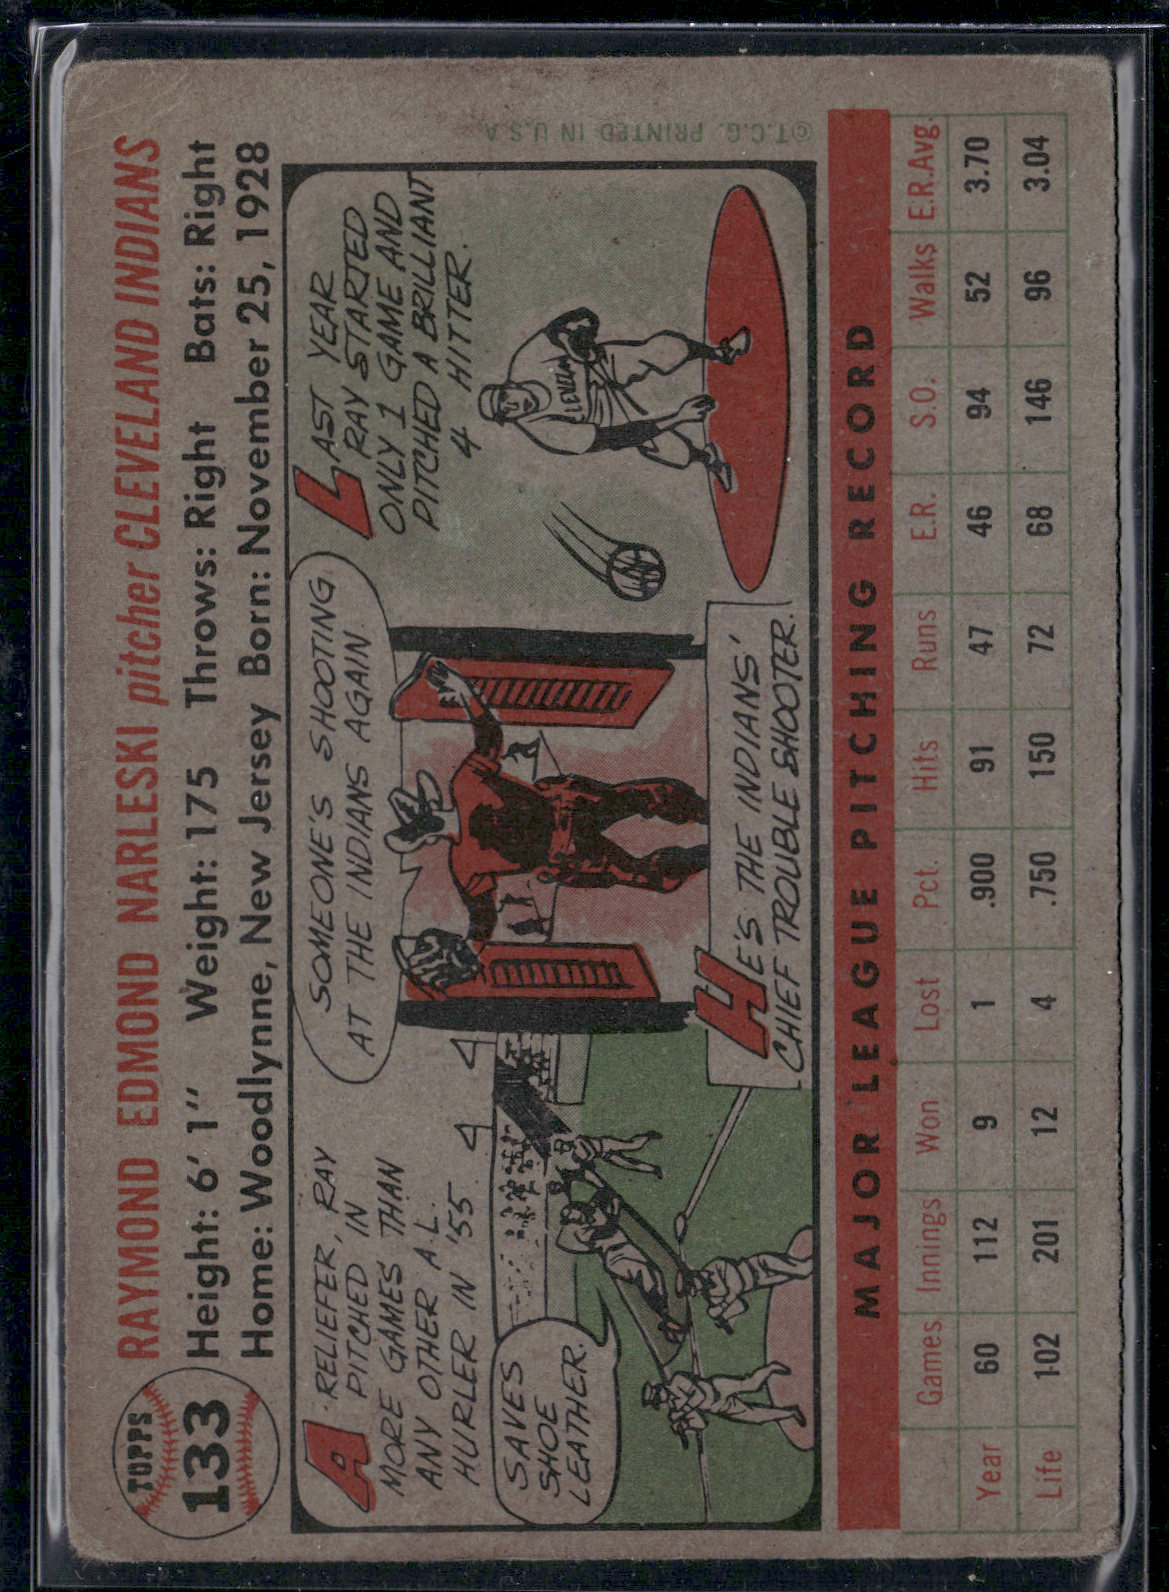 TOPPS
133
RAYMOND EDMOND NARLESKI pitcher CLEVELAND INDIANS
Height: 6' 1" Weight: 175 Throws: Right Bats: Right
Home: Woodlynne, New Jersey Born: November 25, 1928
A RELIEFER, RAY
PITCHED IN
MORE GAMES THAN
ANY OTHER A.L.
HURLER IN '55.
SAVES
SHOE
LEATHER.
SOMEONE'S SHOOTING
AT THE INDIANS AGAIN.
HE'S THE INDIANS'
CHIEF TROUBLE SHOOTER.
LAST YEAR
RAY STARTED
ONLY 1 GAME AND
PITCHED A BRILLIANT
4 HITTER.
©T.C.G. PRINTED IN U.S.A
MAJOR LEAGUE PITCHING RECORD
Games Innings Won Lost Pct. Hits Runs E.R. S.O. Walks E.R.Avg.
Year 60 112 9 1 .900 91 47 46 94 52 3.70
Life 102 201 12 4 .750 150 72 68 146 96 3.04